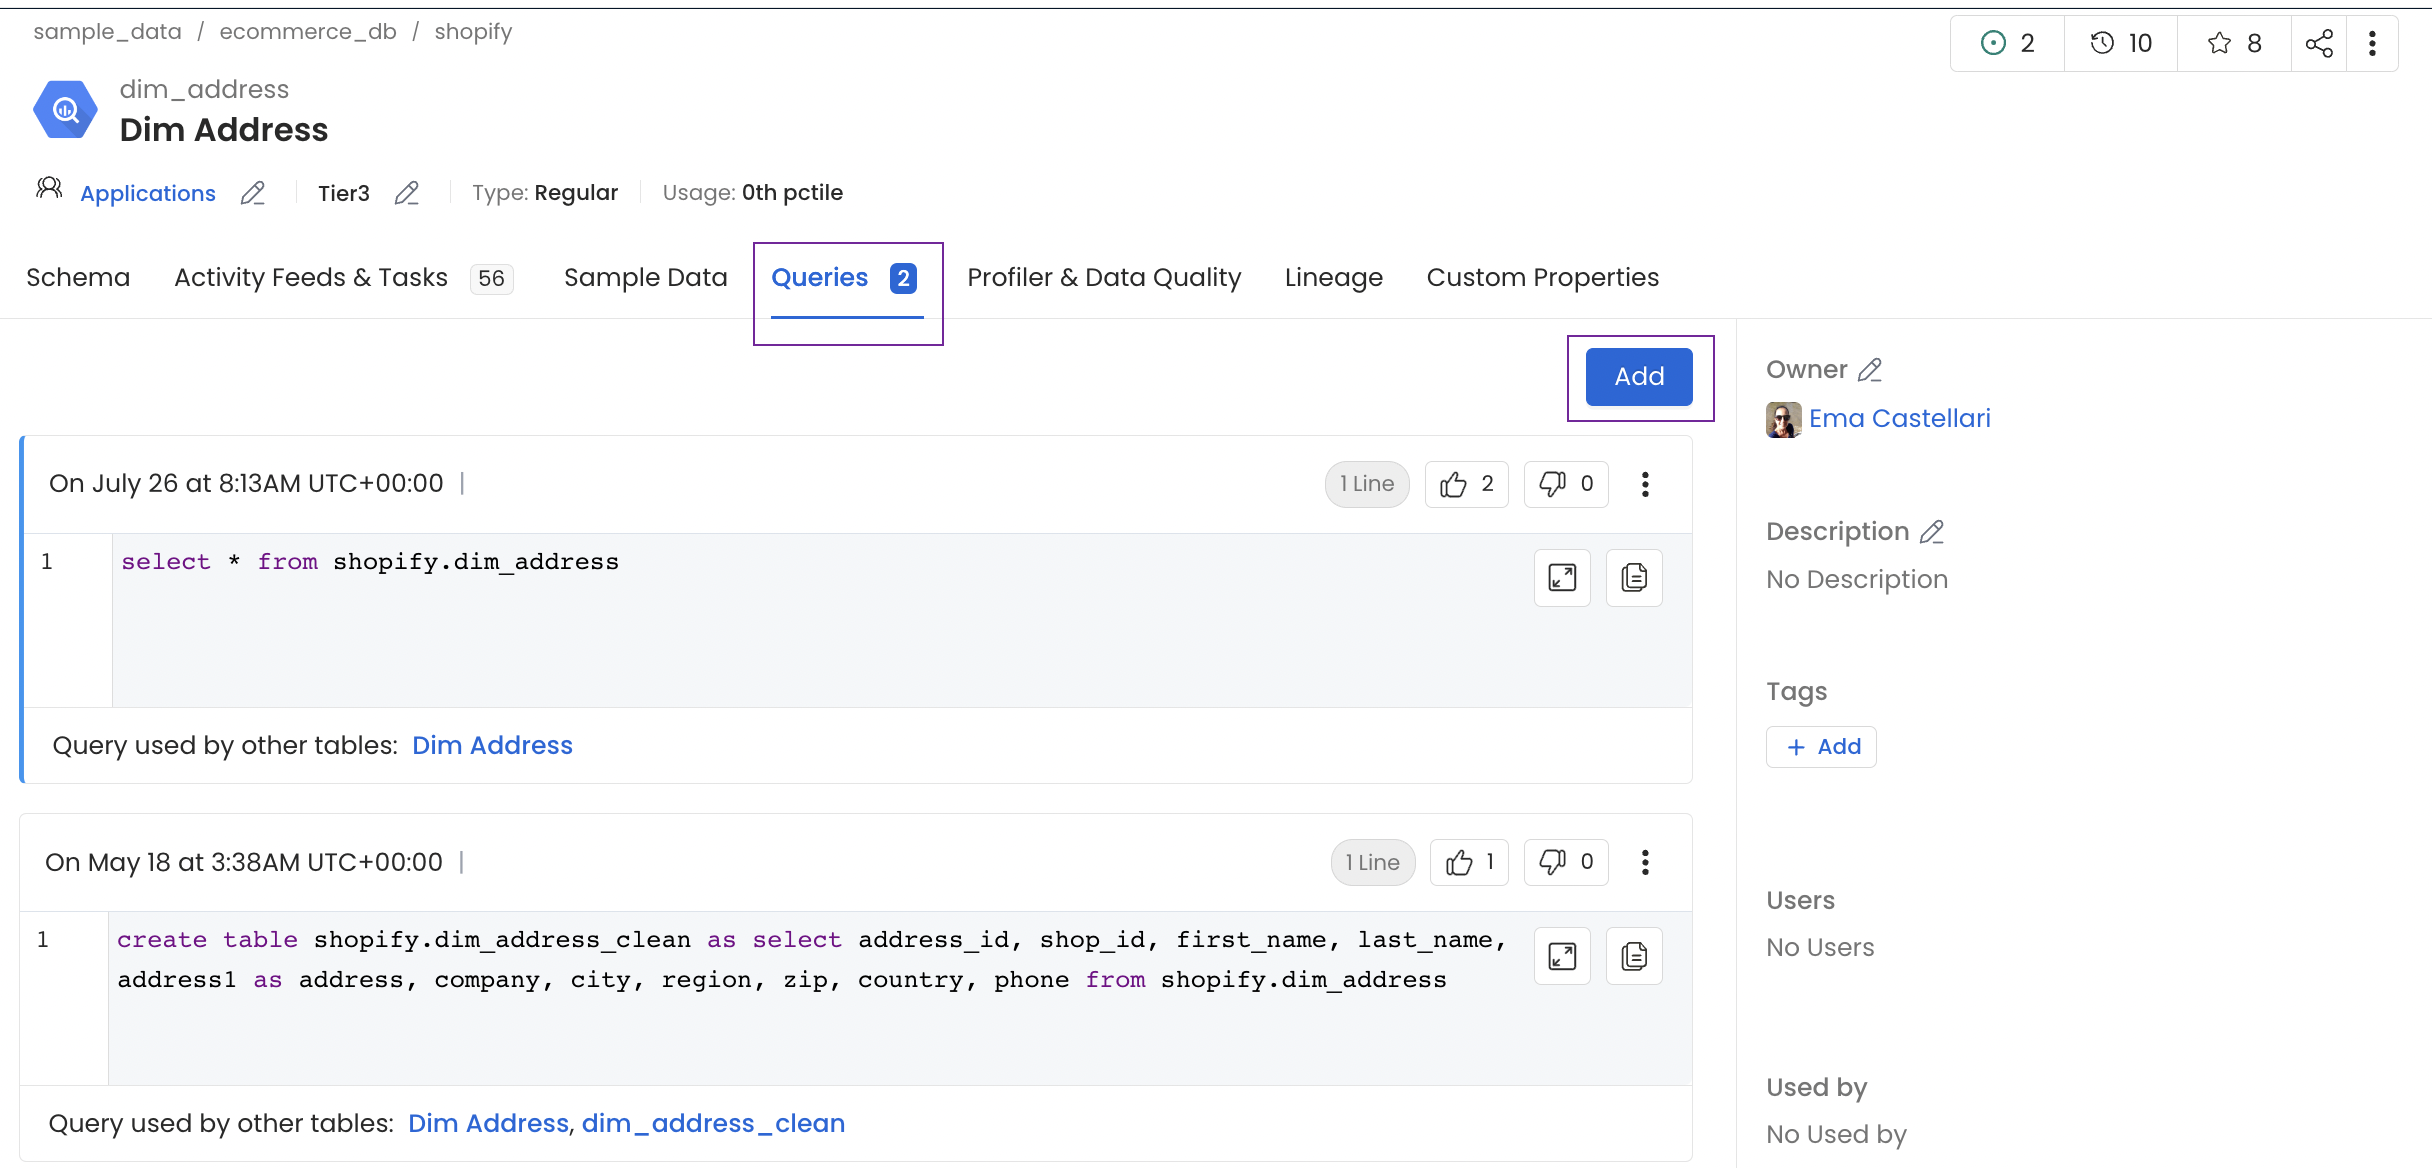 sample_data / ecommerce_db / shopify
2 10 8
dim_address
Dim Address
Applications Tier3 Type: Regular Usage: 0th pctile
Schema Activity Feeds & Tasks 56 Sample Data Queries 2 Profiler & Data Quality Lineage Custom Properties
Add
On July 26 at 8:13AM UTC+00:00 |
1 Line 2 0
1 select * from shopify.dim_address
Query used by other tables: Dim Address
On May 18 at 3:38AM UTC+00:00 |
1 Line 1 0
1 create table shopify.dim_address_clean as select address_id, shop_id, first_name, last_name,
address1 as address, company, city, region, zip, country, phone from shopify.dim_address
Query used by other tables: Dim Address, dim_address_clean
Owner
Ema Castellari
Description
No Description
Tags
+ Add
Users
No Users
Used by
No Used by